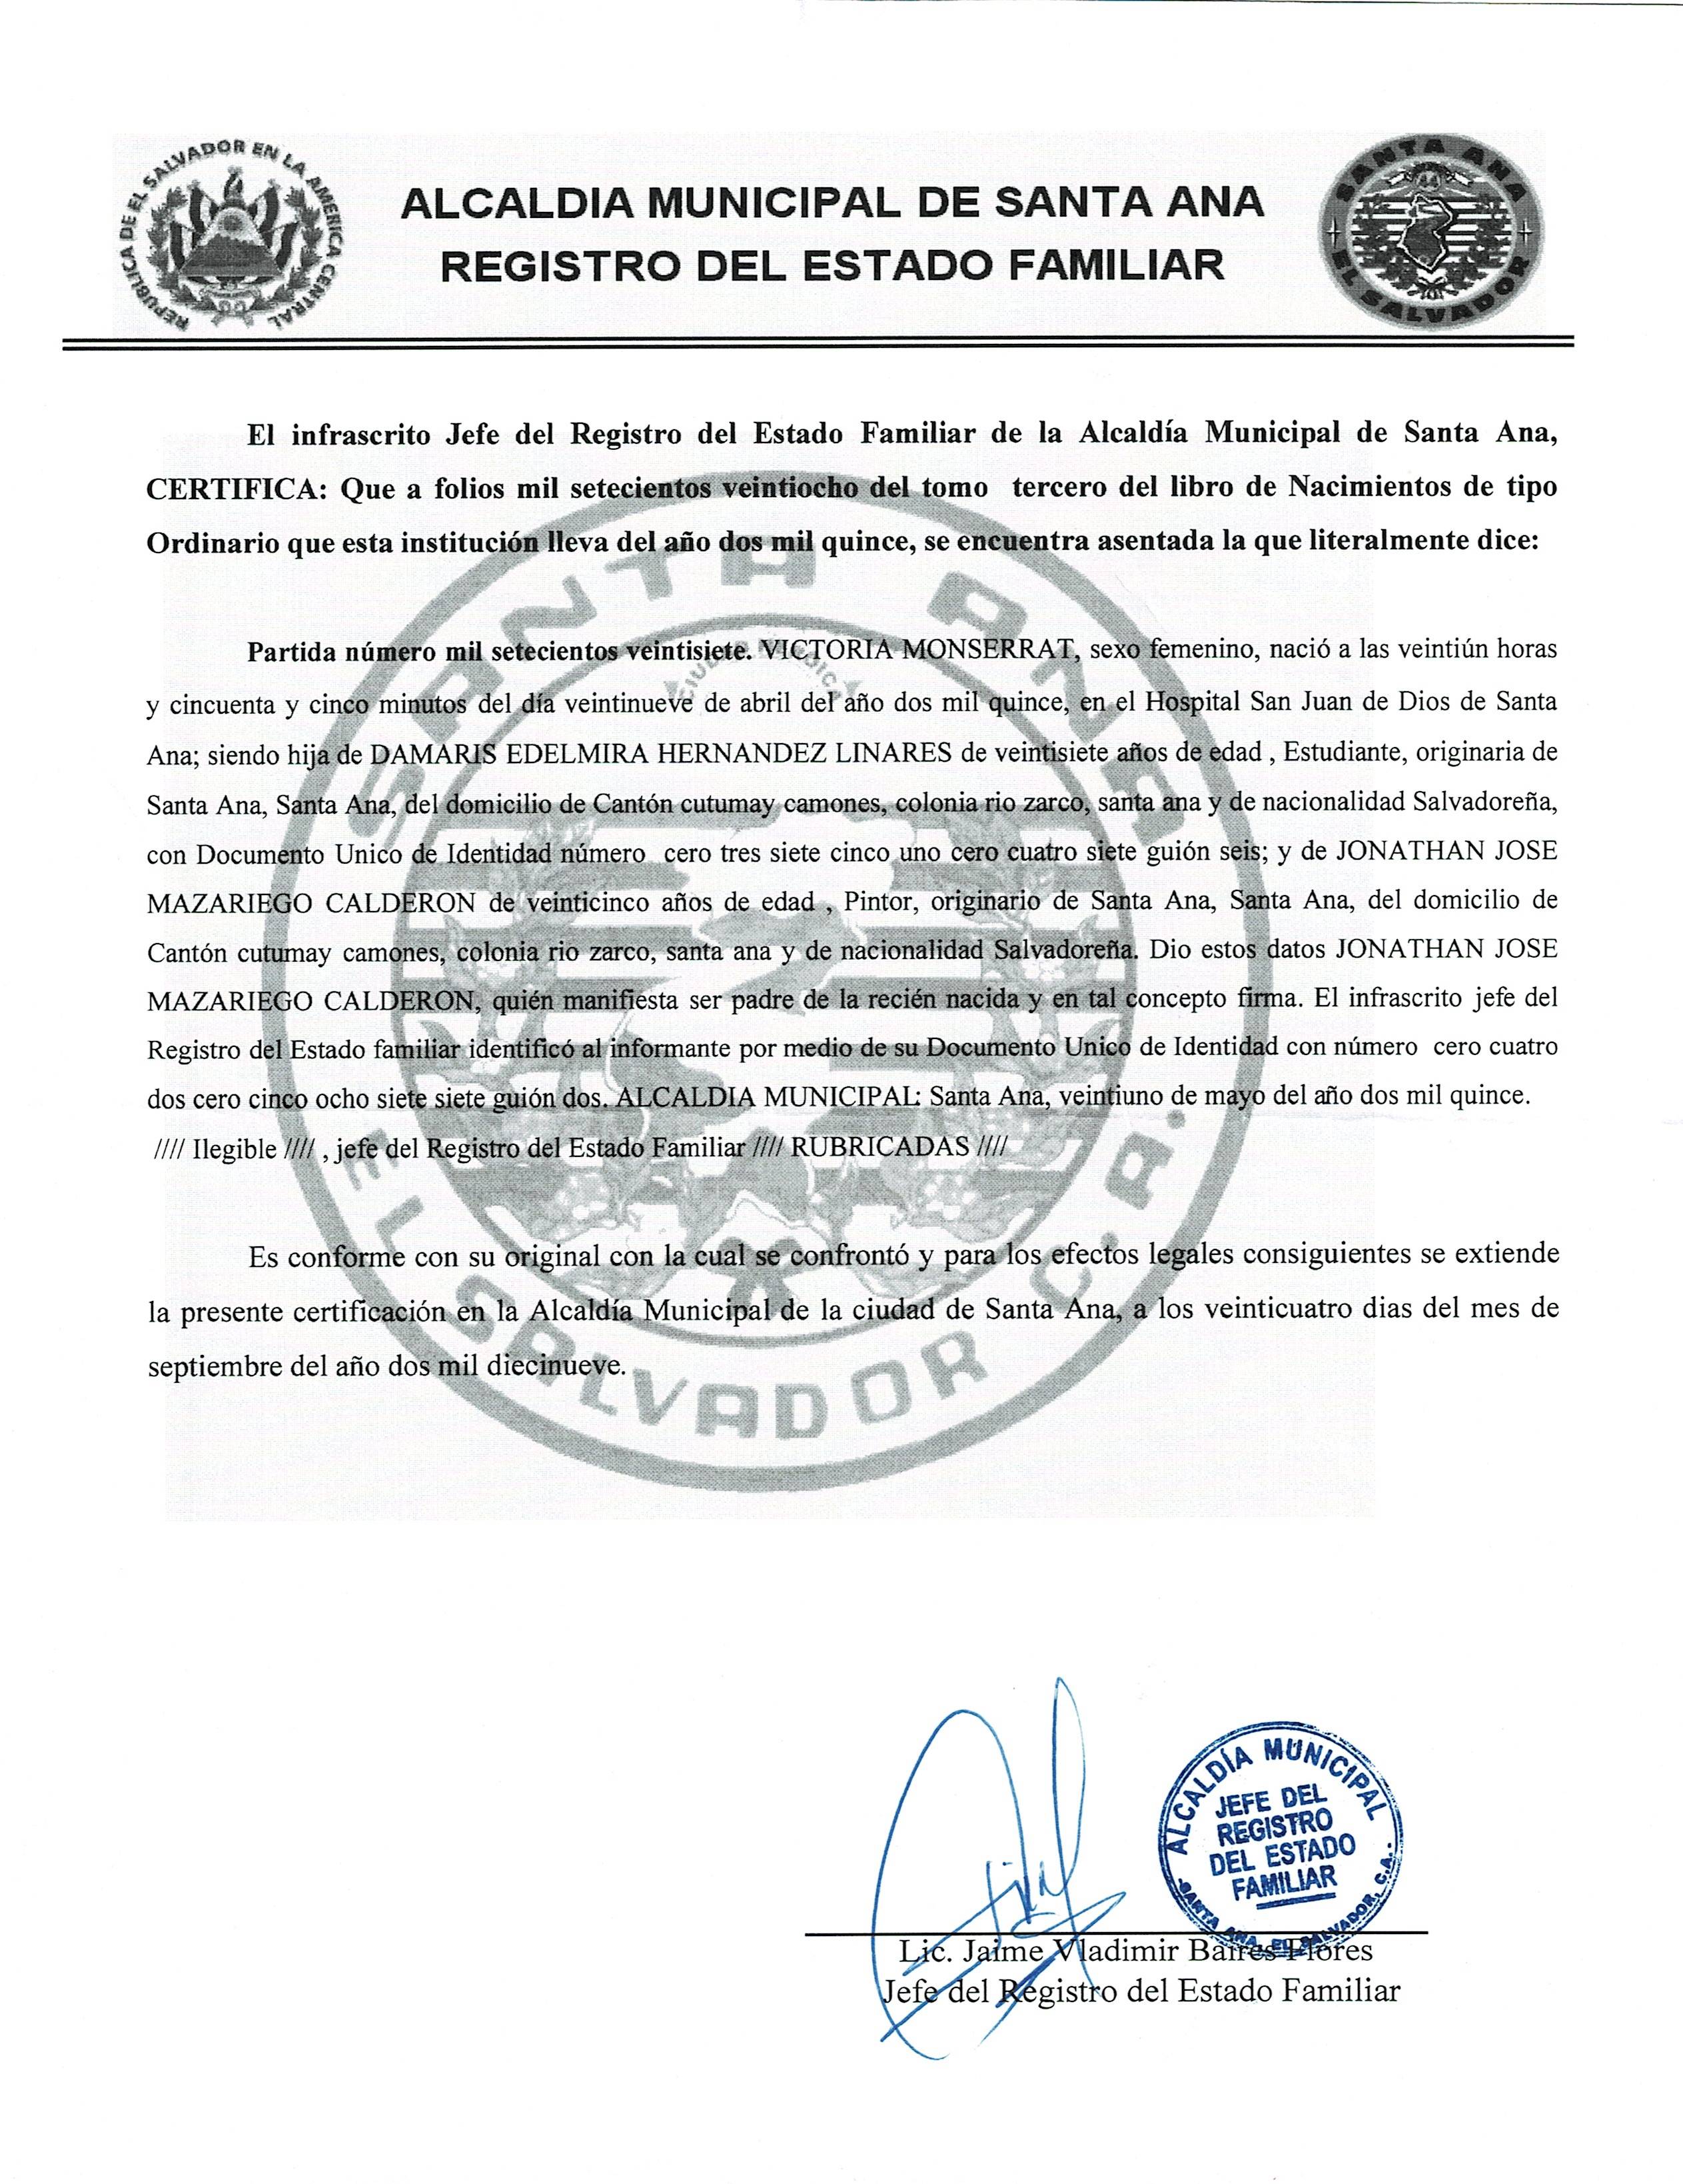 REPUBLICA DE EL SALVADOR EN LA AMERICA CENTRAL
ALCALDIA MUNICIPAL DE SANTA ANA
REGISTRO DEL ESTADO FAMILIAR
SANTA ANA
EL SALVADOR
El infrascrito Jefe del Registro del Estado Familiar de la Alcaldía Municipal de Santa Ana,
CERTIFICA: Que a folios mil setecientos veintiocho del tomo tercero del libro de Nacimientos de tipo
Ordinario que esta institución lleva del año dos mil quince, se encuentra asentada la que literalmente dice:
Partida número mil setecientos veintisiete. VICTORIA MONSERRAT, sexo femenino, nació a las veintiún horas
y cincuenta y cinco minutos del día veintinueve de abril del año dos mil quince, en el Hospital San Juan de Dios de Santa
Ana; siendo hija de DAMARIS EDELMIRA HERNANDEZ LINARES de veintisiete años de edad , Estudiante, originaria de
Santa Ana, Santa Ana, del domicilio de Cantón cutumay camones, colonia rio zarco, santa ana y de nacionalidad Salvadoreña,
con Documento Unico de Identidad número cero tres siete cinco uno cero cuatro siete guión seis; y de JONATHAN JOSE
MAZARIEGO CALDERON de veinticinco años de edad , Pintor, originario de Santa Ana, Santa Ana, del domicilio de
Cantón cutumay camones, colonia rio zarco, santa ana y de nacionalidad Salvadoreña. Dio estos datos JONATHAN JOSE
MAZARIEGO CALDERON, quién manifiesta ser padre de la recién nacida y en tal concepto firma. El infrascrito jefe del
Registro del Estado familiar identificó al informante por medio de su Documento Unico de Identidad con número cero cuatro
dos cero cinco ocho siete siete guión dos. ALCALDIA MUNICIPAL: Santa Ana, veintiuno de mayo del año dos mil quince.
//// Ilegible //// , jefe del Registro del Estado Familiar //// RUBRICADAS ////
Es conforme con su original con la cual se confrontó y para los efectos legales consiguientes se extiende
la presente certificación en la Alcaldía Municipal de la ciudad de Santa Ana, a los veinticuatro dias del mes de
septiembre del año dos mil diecinueve.
SANTA ANA
EL SALVADOR C.A.
ALCALDÍA MUNICIPAL
JEFE DEL
REGISTRO
DEL ESTADO
FAMILIAR
SANTA ANA, EL SALVADOR, C.A.
Lic. Jaime Vladimir Baires Flores
Jefe del Registro del Estado Familiar